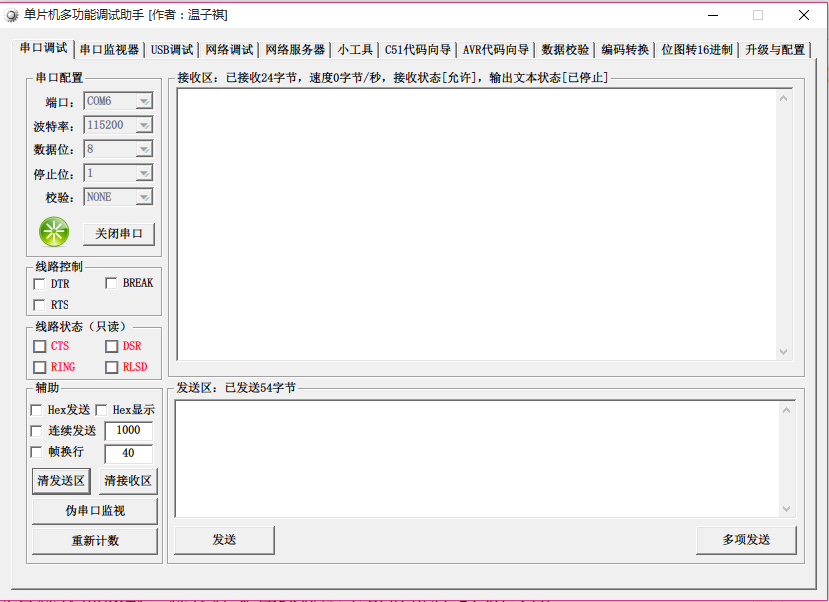 单片机多功能调试助手 [作者：温子祺]
串口调试 串口监视器 USB调试 网络调试 网络服务器 小工具 C51代码向导 AVR代码向导 数据校验 编码转换 位图转16进制 升级与配置
串口配置
端口： COM6
波特率： 115200
数据位： 8
停止位： 1
校验： NONE
关闭串口
线路控制
DTR BREAK
RTS
线路状态（只读）
CTS DSR
RING RLSD
辅助
Hex发送 Hex显示
连续发送 1000
帧换行 40
清发送区 清接收区
伪串口监视
重新计数
接收区：已接收24字节，速度0字节/秒，接收状态[允许]，输出文本状态[已停止]
发送区：已发送54字节
发送 多项发送